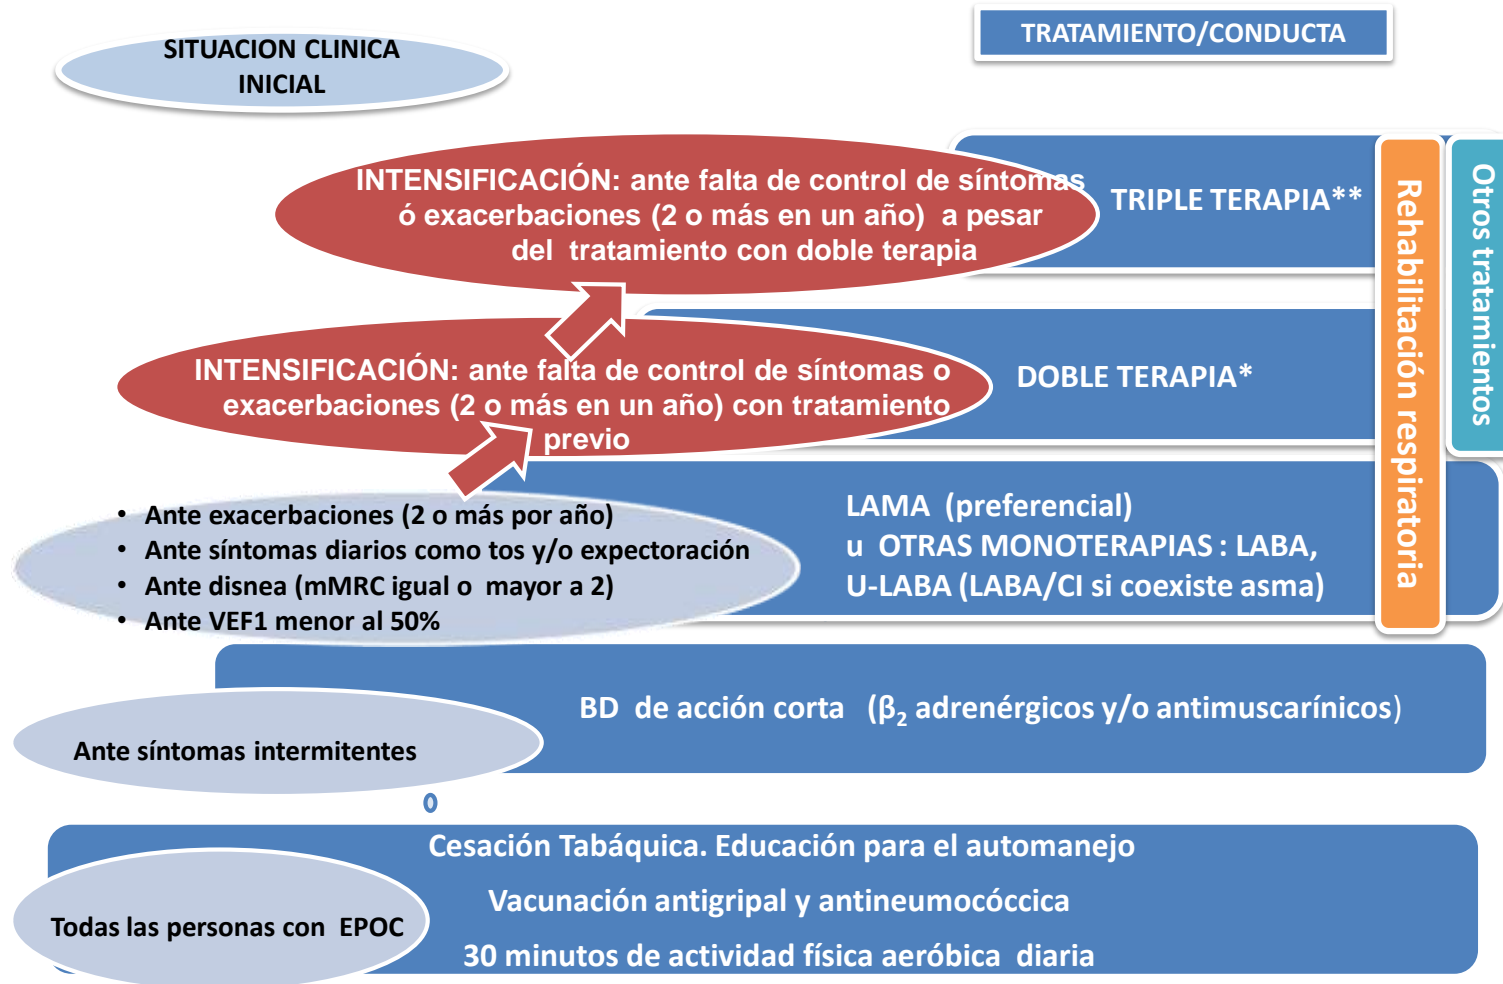 SITUACION CLINICA
INICIAL
TRATAMIENTO/CONDUCTA
INTENSIFICACIÓN: ante falta de control de síntomas
ó exacerbaciones (2 o más en un año) a pesar
del tratamiento con doble terapia
TRIPLE TERAPIA**
INTENSIFICACIÓN: ante falta de control de síntomas o
exacerbaciones (2 o más en un año) con tratamiento
previo
DOBLE TERAPIA*
Rehabilitación respiratoria
Otros tratamientos
• Ante exacerbaciones (2 o más por año)
• Ante síntomas diarios como tos y/o expectoración
• Ante disnea (mMRC igual o mayor a 2)
• Ante VEF1 menor al 50%
LAMA (preferencial)
u OTRAS MONOTERAPIAS : LABA,
U-LABA (LABA/CI si coexiste asma)
Ante síntomas intermitentes
BD de acción corta (β₂ adrenérgicos y/o antimuscarínicos)
Todas las personas con EPOC
Cesación Tabáquica. Educación para el automanejo
Vacunación antigripal y antineumocóccica
30 minutos de actividad física aeróbica diaria